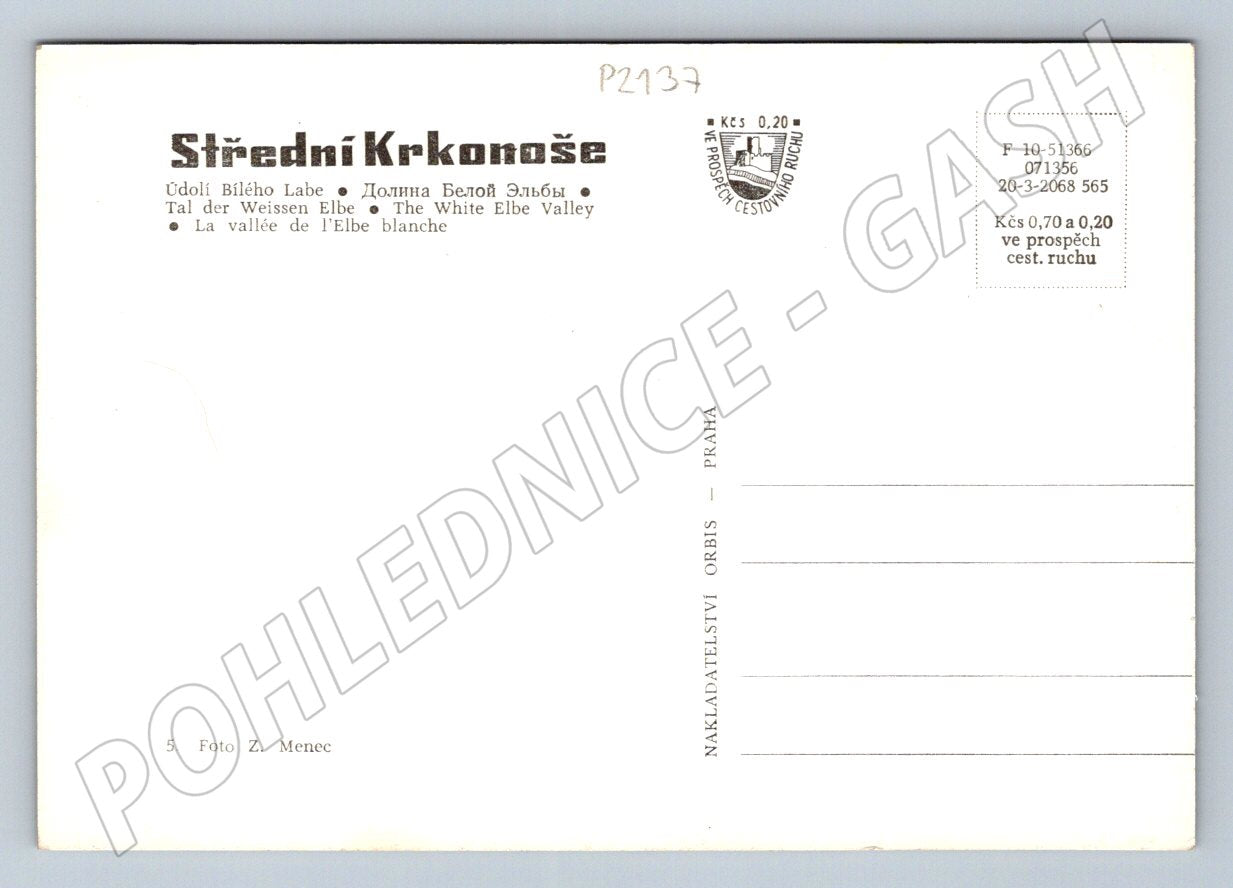 P2137
Střední Krkonoše
Údolí Bílého Labe ● Долина Белой Эльбы ●
Tal der Weissen Elbe ● The White Elbe Valley
● La vallée de l'Elbe blanche
▪ Kčs 0,20 ▪
VE PROSPĚCH CESTOVNÍHO RUCHU
F 10-51366
071356
20-3-2068 565
Kčs 0,70 a 0,20
ve prospěch
cest. ruchu
NAKLADATELSTVÍ ORBIS — PRAHA
5. Foto Z. Menec
POHLEDNICE - GASH